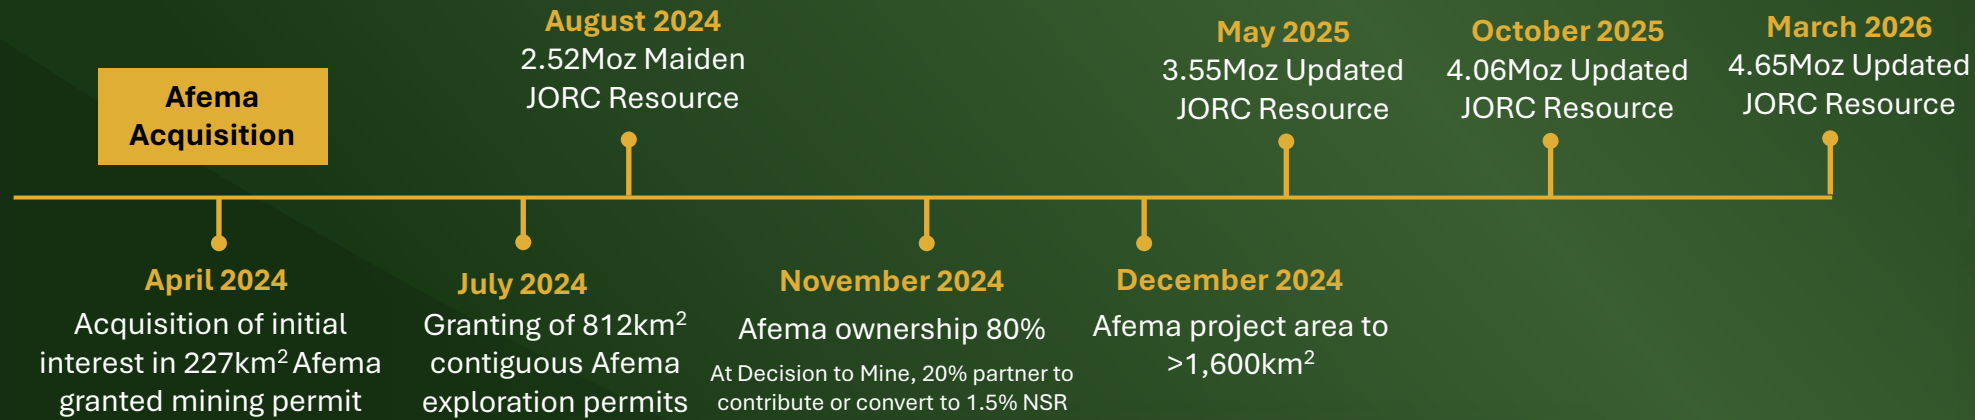 Afema
Acquisition
August 2024
2.52Moz Maiden
JORC Resource
May 2025
3.55Moz Updated
JORC Resource
October 2025
4.06Moz Updated
JORC Resource
March 2026
4.65Moz Updated
JORC Resource
April 2024
Acquisition of initial
interest in 227km² Afema
granted mining permit
July 2024
Granting of 812km²
contiguous Afema
exploration permits
November 2024
Afema ownership 80%
At Decision to Mine, 20% partner to
contribute or convert to 1.5% NSR
December 2024
Afema project area to
>1,600km²